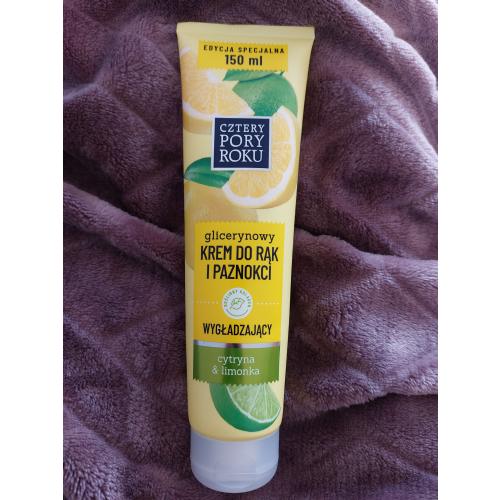 EDYCJA SPECJALNA
150 ml
CZTERY
PORY
ROKU
glicerynowy
KREM DO RĄK
I PAZNOKCI
WYGŁADZAJĄCY
cytryna
& limonka